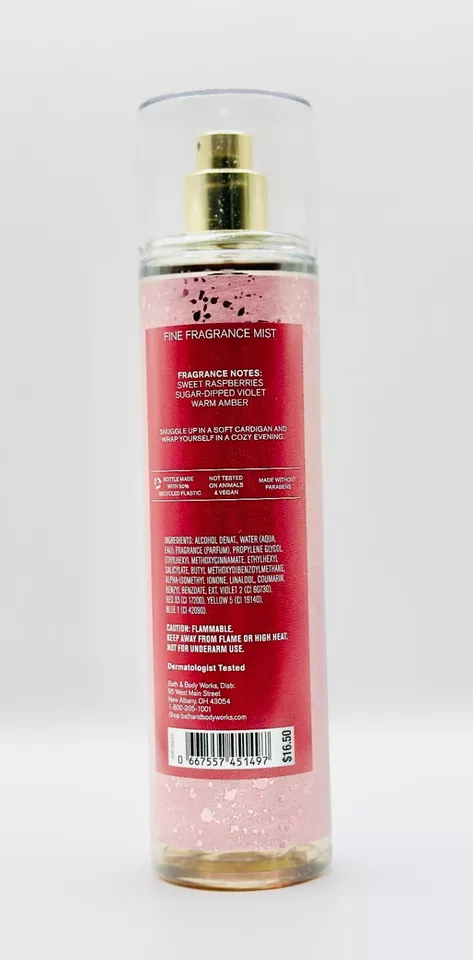 FINE FRAGRANCE MIST
FRAGRANCE NOTES:
SWEET RASPBERRIES
SUGAR-DIPPED VIOLET
WARM AMBER
SNUGGLE UP IN A SOFT CARDIGAN AND
WRAP YOURSELF IN A COZY EVENING.
BOTTLE MADE
WITH 50%
RECYCLED PLASTIC
NOT TESTED
ON ANIMALS
& VEGAN
MADE WITHOUT
PARABENS
INGREDIENTS: ALCOHOL DENAT., WATER (AQUA,
EAU), FRAGRANCE (PARFUM), PROPYLENE GLYCOL,
ETHYLHEXYL METHOXYCINNAMATE, ETHYLHEXYL
SALICYLATE, BUTYL METHOXYDIBENZOYLMETHANE,
ALPHA-ISOMETHYL IONONE, LINALOOL, COUMARIN,
BENZYL BENZOATE, EXT. VIOLET 2 (CI 60730),
RED 33 (CI 17200), YELLOW 5 (CI 19140),
BLUE 1 (CI 42090).
CAUTION: FLAMMABLE.
KEEP AWAY FROM FLAME OR HIGH HEAT.
NOT FOR UNDERARM USE.
Dermatologist Tested
Bath & Body Works, Distr.
95 West Main Street
New Albany, OH 43054
1-800-395-1001
Shop bathandbodyworks.com
0 667557 451497
$16.50